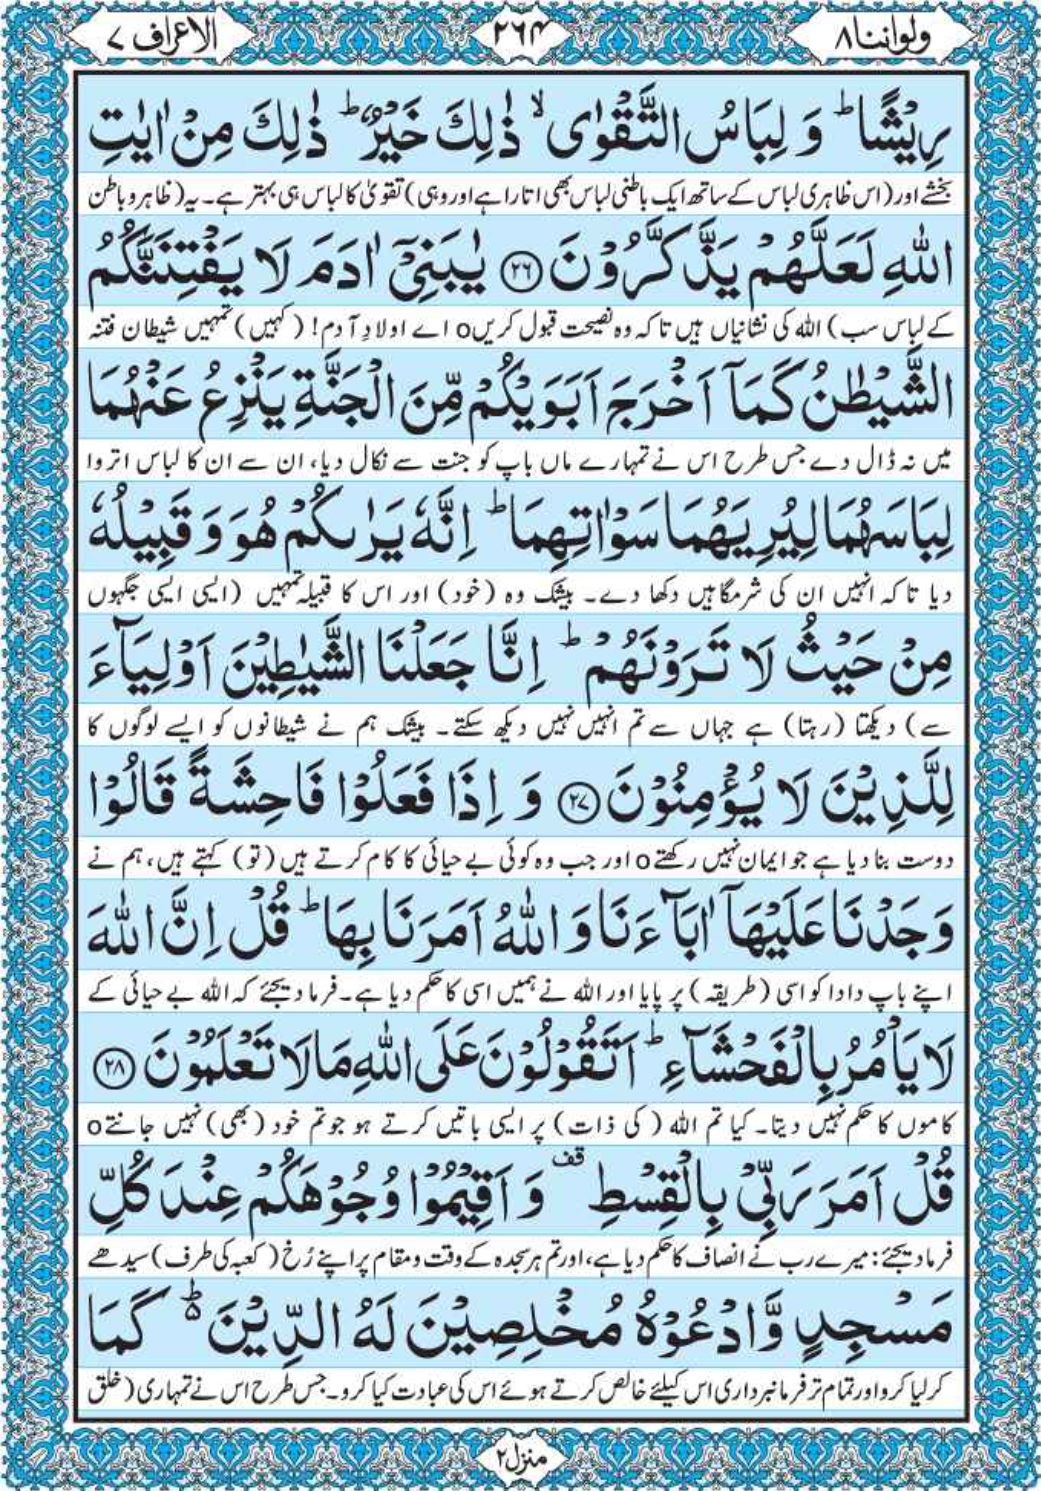 ولواننا ۸
۲۶۴
الاعراف ۷
رِيْشًا ؕ وَ لِبَاسُ التَّقْوٰى ۙ ذٰلِكَ خَيْرٌ ؕ ذٰلِكَ مِنْ اٰيٰتِ
بخشے اور (اس ظاہری لباس کے ساتھ ایک باطنی لباس بھی اتارا ہے اور وہی) تقویٰ کا لباس ہی بہتر ہے۔ یہ (ظاہر و باطن
اللّٰهِ لَعَلَّهُمْ يَذَّكَّرُوْنَ ﴿۲۶﴾ يٰبَنِيْۤ اٰدَمَ لَا يَفْتِنَنَّكُمُ
کے لباس سب) اللہ کی نشانیاں ہیں تاکہ وہ نصیحت قبول کریںo اے اولادِ آدم! (کہیں) تمہیں شیطان فتنہ
الشَّيْطٰنُ كَمَاۤ اَخْرَجَ اَبَوَيْكُمْ مِّنَ الْجَنَّةِ يَنْزِعُ عَنْهُمَا
میں نہ ڈال دے جس طرح اس نے تمہارے ماں باپ کو جنت سے نکال دیا، ان سے ان کا لباس اتروا
لِبَاسَهُمَا لِيُرِيَهُمَا سَوْاٰتِهِمَا ؕ اِنَّهٗ يَرٰىكُمْ هُوَ وَ قَبِيْلُهٗ
دیا تاکہ انہیں ان کی شرمگاہیں دکھا دے۔ بیشک وہ (خود) اور اس کا قبیلہ تمہیں (ایسی ایسی جگہوں
مِنْ حَيْثُ لَا تَرَوْنَهُمْ ؕ اِنَّا جَعَلْنَا الشَّيٰطِيْنَ اَوْلِيَآءَ
سے) دیکھتا (رہتا) ہے جہاں سے تم انہیں نہیں دیکھ سکتے۔ بیشک ہم نے شیطانوں کو ایسے لوگوں کا
لِلَّذِيْنَ لَا يُؤْمِنُوْنَ ﴿۲۷﴾ وَ اِذَا فَعَلُوْا فَاحِشَةً قَالُوْا
دوست بنا دیا ہے جو ایمان نہیں رکھتےo اور جب وہ کوئی بے حیائی کا کام کرتے ہیں (تو) کہتے ہیں، ہم نے
وَجَدْنَا عَلَيْهَاۤ اٰبَآءَنَا وَ اللّٰهُ اَمَرَنَا بِهَا ؕ قُلْ اِنَّ اللّٰهَ
اپنے باپ دادا کو اسی (طریقہ) پر پایا اور اللہ نے ہمیں اسی کا حکم دیا ہے۔ فرما دیجئے کہ اللہ بے حیائی کے
لَا يَاْمُرُ بِالْفَحْشَآءِ ؕ اَتَقُوْلُوْنَ عَلَى اللّٰهِ مَا لَا تَعْلَمُوْنَ ﴿۲۸﴾
کاموں کا حکم نہیں دیتا۔ کیا تم اللہ (کی ذات) پر ایسی باتیں کرتے ہو جو تم خود (بھی) نہیں جانتےo
قُلْ اَمَرَ رَبِّيْ بِالْقِسْطِ ۟قف وَ اَقِيْمُوْا وُجُوْهَكُمْ عِنْدَ كُلِّ
فرما دیجئے: میرے رب نے انصاف کا حکم دیا ہے، اور تم ہر سجدہ کے وقت و مقام پر اپنے رُخ (کعبہ کی طرف) سیدھے
مَسْجِدٍ وَّ ادْعُوْهُ مُخْلِصِيْنَ لَهُ الدِّيْنَ ؕ۬ كَمَا
کر لیا کرو اور تمام تر فرمانبرداری اس کیلئے خالص کرتے ہوئے اس کی عبادت کیا کرو۔ جس طرح اس نے تمہاری (خلق
منزل ۲